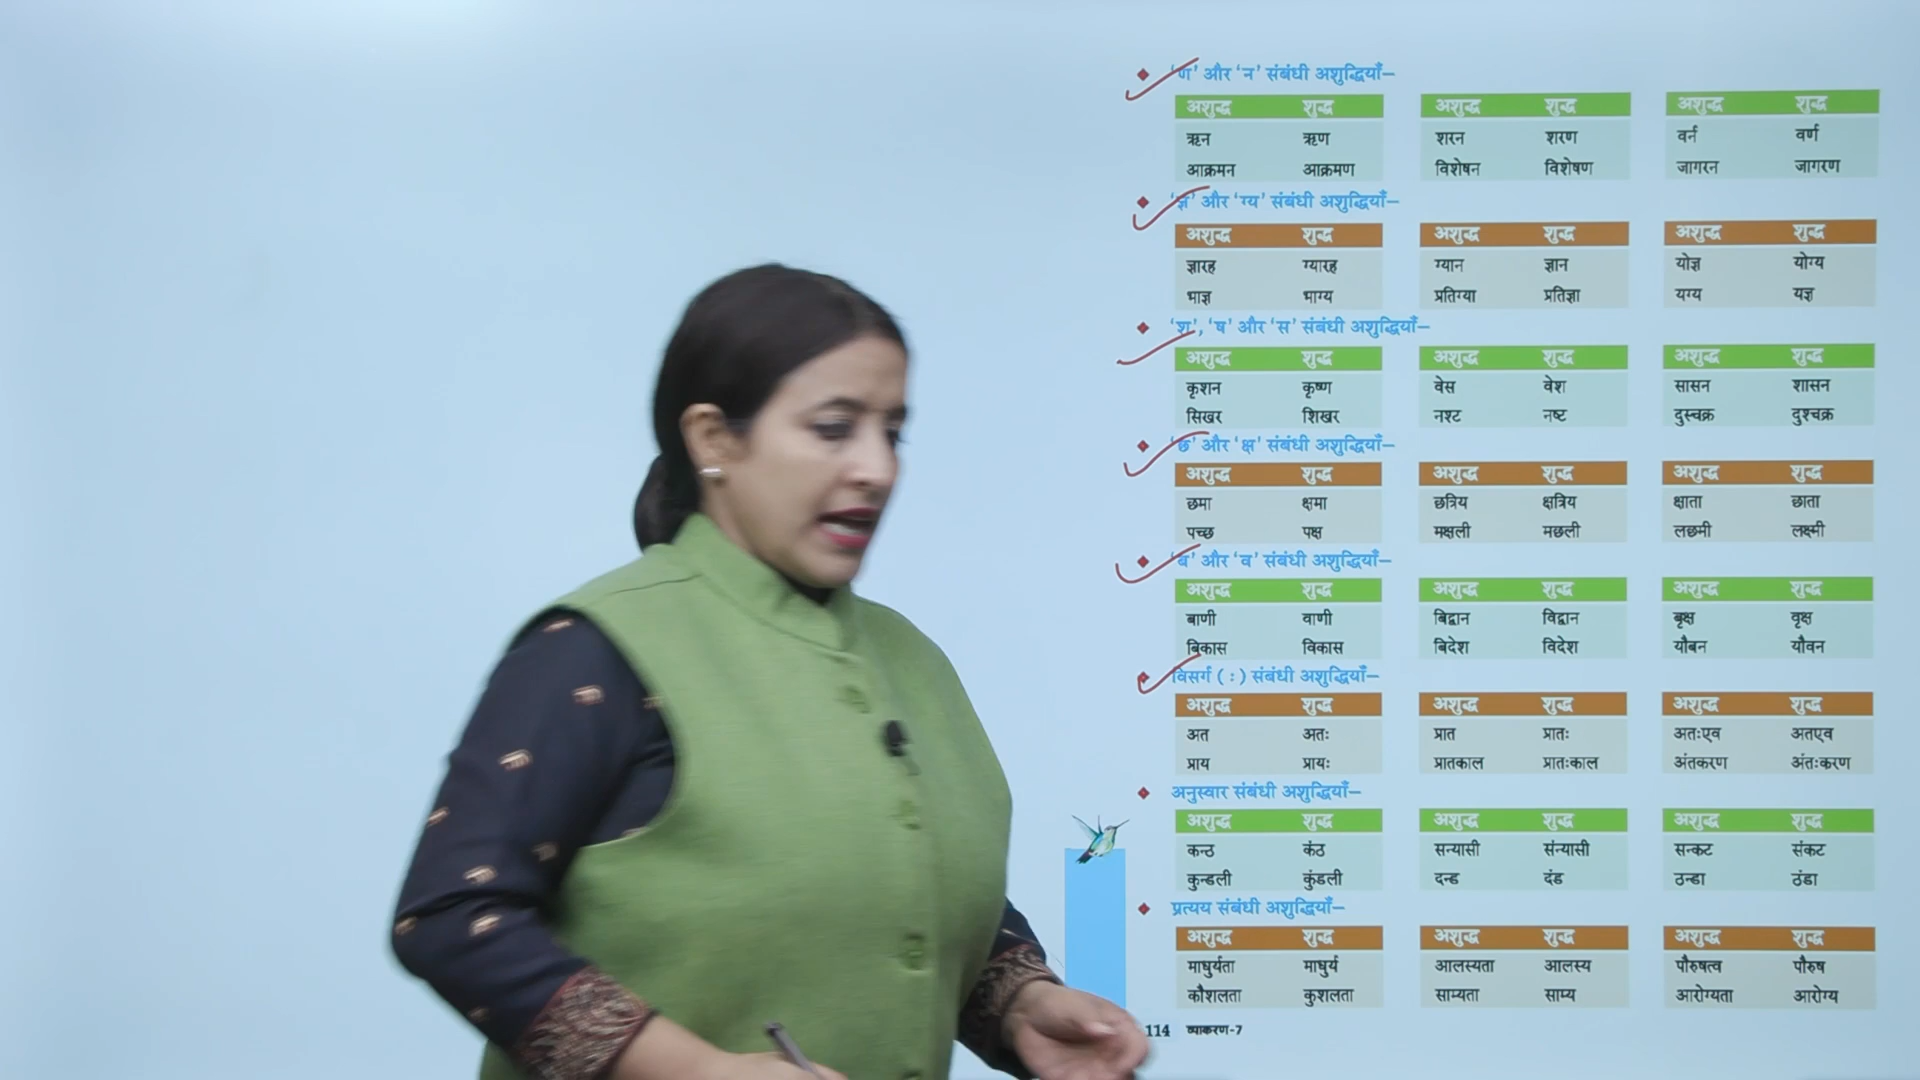 ‘ण’ और ‘न’ संबंधी अशुद्धियाँ–
अशुद्ध शुद्ध अशुद्ध शुद्ध अशुद्ध शुद्ध
ऋन ऋण शरन शरण वर्न वर्ण
आक्रमन आक्रमण विशेषन विशेषण जागरन जागरण
‘ज्ञ’ और ‘ग्य’ संबंधी अशुद्धियाँ–
अशुद्ध शुद्ध अशुद्ध शुद्ध अशुद्ध शुद्ध
ज्ञारह ग्यारह ग्यान ज्ञान योज्ञ योग्य
भाज्ञ भाग्य प्रतिग्या प्रतिज्ञा यग्य यज्ञ
‘श’, ‘ष’ और ‘स’ संबंधी अशुद्धियाँ–
अशुद्ध शुद्ध अशुद्ध शुद्ध अशुद्ध शुद्ध
कृशन कृष्ण वेस वेश सासन शासन
सिखर शिखर नश्ट नष्ट दुस्चक्र दुश्चक्र
‘छ’ और ‘क्ष’ संबंधी अशुद्धियाँ–
अशुद्ध शुद्ध अशुद्ध शुद्ध अशुद्ध शुद्ध
छमा क्षमा छत्रिय क्षत्रिय क्षाता छाता
पच्छ पक्ष मक्षली मछली लछमी लक्ष्मी
‘ब’ और ‘व’ संबंधी अशुद्धियाँ–
अशुद्ध शुद्ध अशुद्ध शुद्ध अशुद्ध शुद्ध
बाणी वाणी बिद्वान विद्वान बृक्ष वृक्ष
बिकास विकास बिदेश विदेश यौबन यौवन
विसर्ग (:) संबंधी अशुद्धियाँ–
अशुद्ध शुद्ध अशुद्ध शुद्ध अशुद्ध शुद्ध
अत अतः प्रात प्रातः अतःएव अतएव
प्राय प्रायः प्रातकाल प्रातःकाल अंतकरण अंतःकरण
अनुस्वार संबंधी अशुद्धियाँ–
अशुद्ध शुद्ध अशुद्ध शुद्ध अशुद्ध शुद्ध
कन्ठ कंठ सन्यासी संन्यासी सन्कट संकट
कुन्डली कुंडली दन्ड दंड ठन्डा ठंडा
प्रत्यय संबंधी अशुद्धियाँ–
अशुद्ध शुद्ध अशुद्ध शुद्ध अशुद्ध शुद्ध
माधुर्यता माधुर्य आलस्यता आलस्य पौरुषत्व पौरुष
कौशलता कुशलता साम्यता साम्य आरोग्यता आरोग्य
114 व्याकरण-7